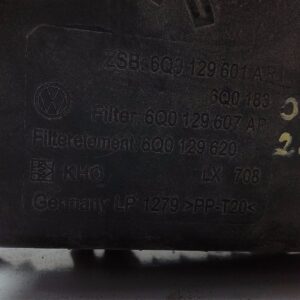 ZSB: 6Q0 129 601 AR
6Q0 183
Filter: 6Q0 129 607 AP
Filterelement 6Q0 129 620
KHO LX 708
Germany LP 1279 >PP-T20<